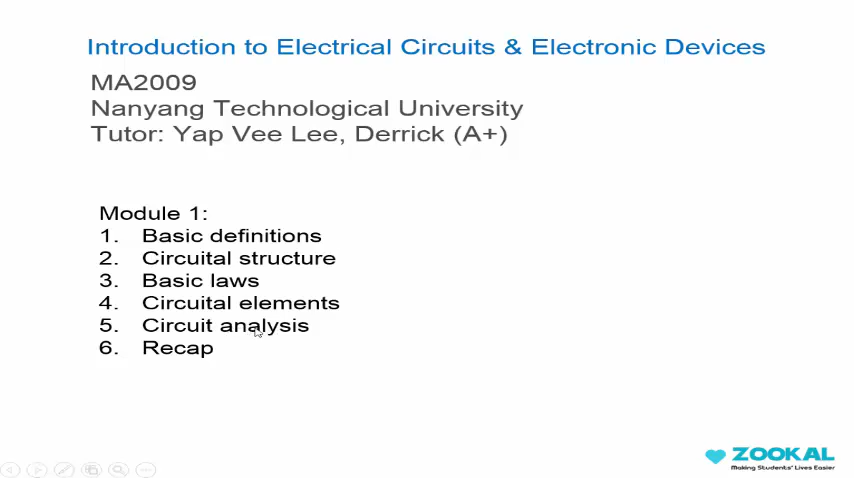 Introduction to Electrical Circuits & Electronic Devices
MA2009
Nanyang Technological University
Tutor: Yap Vee Lee, Derrick (A+)
Module 1:
1. Basic definitions
2. Circuital structure
3. Basic laws
4. Circuital elements
5. Circuit analysis
6. Recap
ZOOKAL
Making Students' Lives Easier